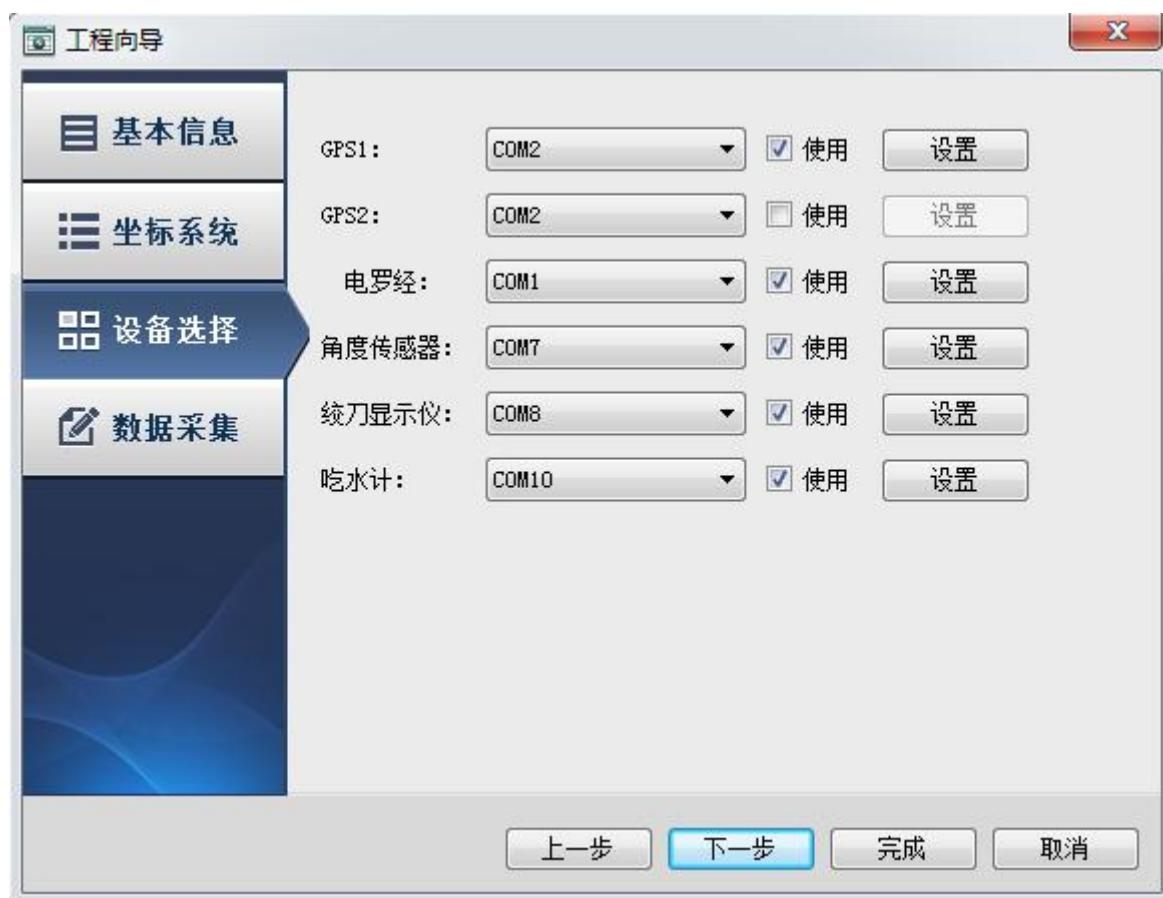 工程向导
基本信息
坐标系统
设备选择
数据采集
GPS1: COM2 使用 设置
GPS2: COM2 使用 设置
电罗经: COM1 使用 设置
角度传感器: COM7 使用 设置
绞刀显示仪: COM8 使用 设置
吃水计: COM10 使用 设置
上一步 下一步 完成 取消